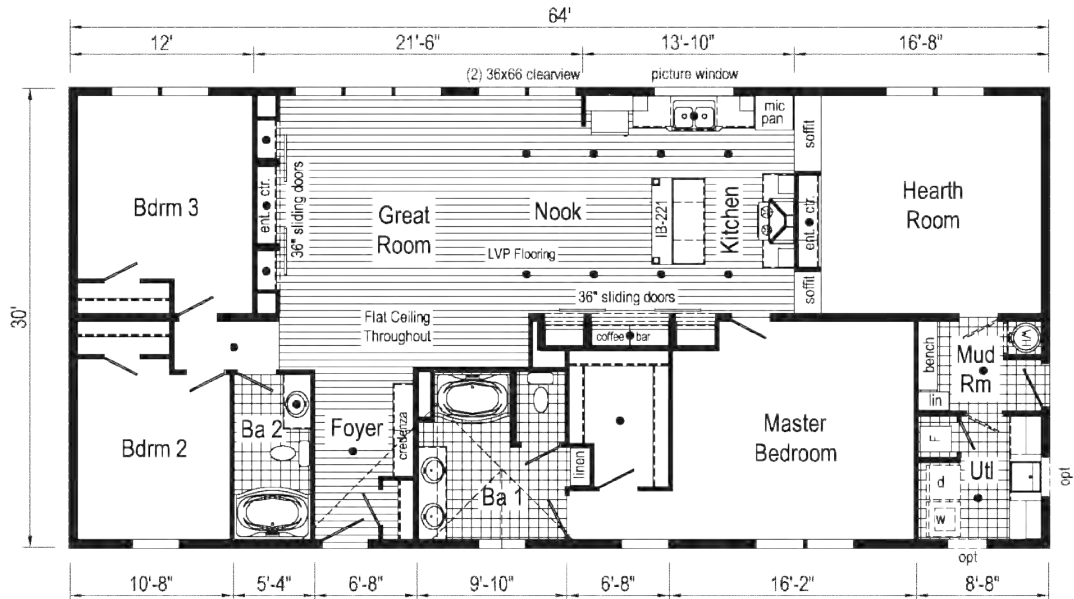 64'
12'
21'-6"
13'-10"
16'-8"
(2) 36x66 clearview
picture window
mic
pan
soffit
Bdrm 3
ent. ctr.
36" sliding doors
Great
Room
Nook
LVP Flooring
IB-221
Kitchen
ent. ctr.
Hearth
Room
30'
soffit
36" sliding doors
Flat Ceiling
Throughout
coffee bar
bench
Mud
Rm
WH
lin
Bdrm 2
Ba 2
Foyer
credenza
Ba 1
linen
Master
Bedroom
F
Utl
d
w
opt
opt
10'-8"
5'-4"
6'-8"
9'-10"
6'-8"
16'-2"
8'-8"